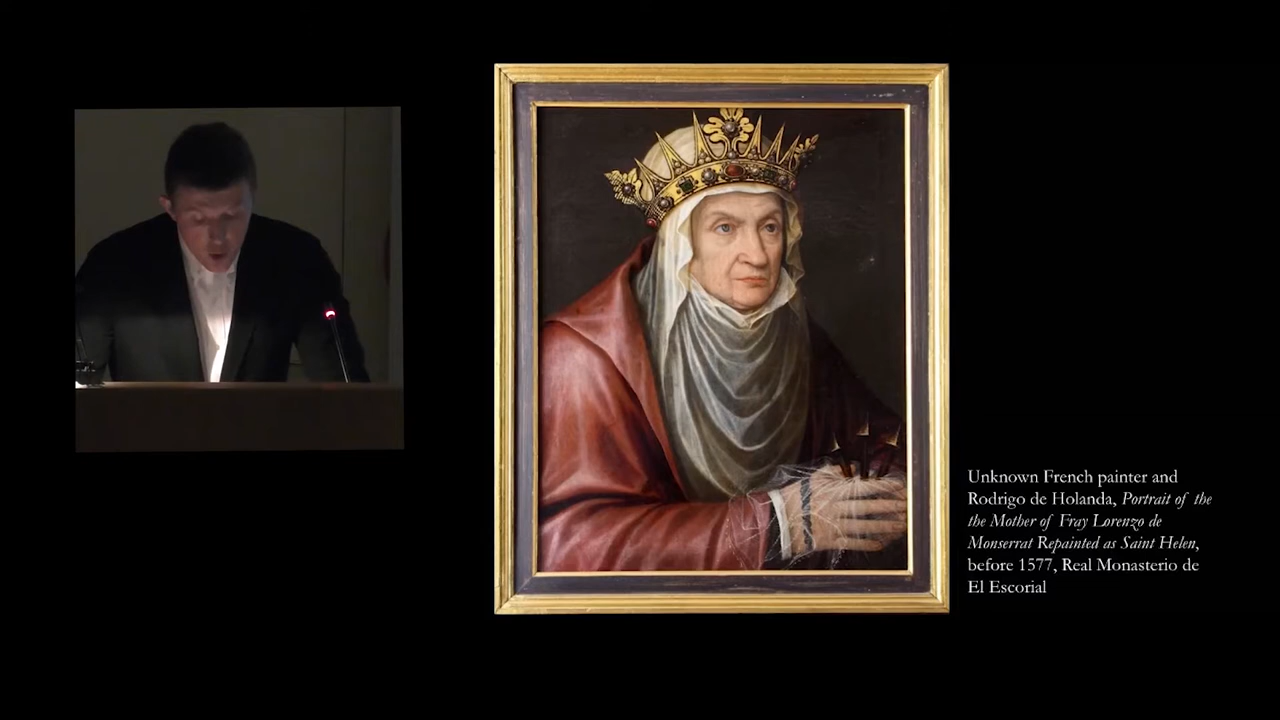 Unknown French painter and
Rodrigo de Holanda, Portrait of the
the Mother of Fray Lorenzo de
Monserrat Repainted as Saint Helen,
before 1577, Real Monasterio de
El Escorial